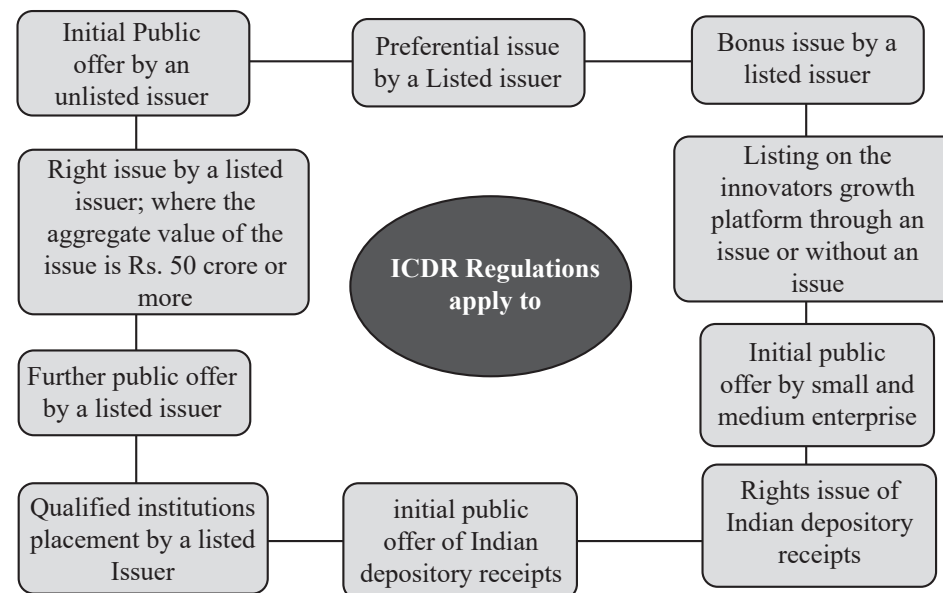 Initial Public
offer by an
unlisted issuer
Preferential issue
by a Listed issuer
Bonus issue by a
listed issuer
Right issue by a listed
issuer; where the
aggregate value of the
issue is Rs. 50 crore or
more
ICDR Regulations
apply to
Listing on the
innovators growth
platform through an
issue or without an
issue
Further public offer
by a listed issuer
Initial public
offer by small and
medium enterprise
Qualified institutions
placement by a listed
Issuer
initial public
offer of Indian
depository receipts
Rights issue of
Indian depository
receipts